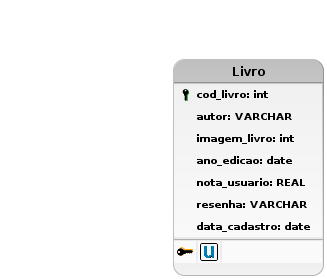 Livro
cod_livro: int
autor: VARCHAR
imagem_livro: int
ano_edicao: date
nota_usuario: REAL
resenha: VARCHAR
data_cadastro: date
U